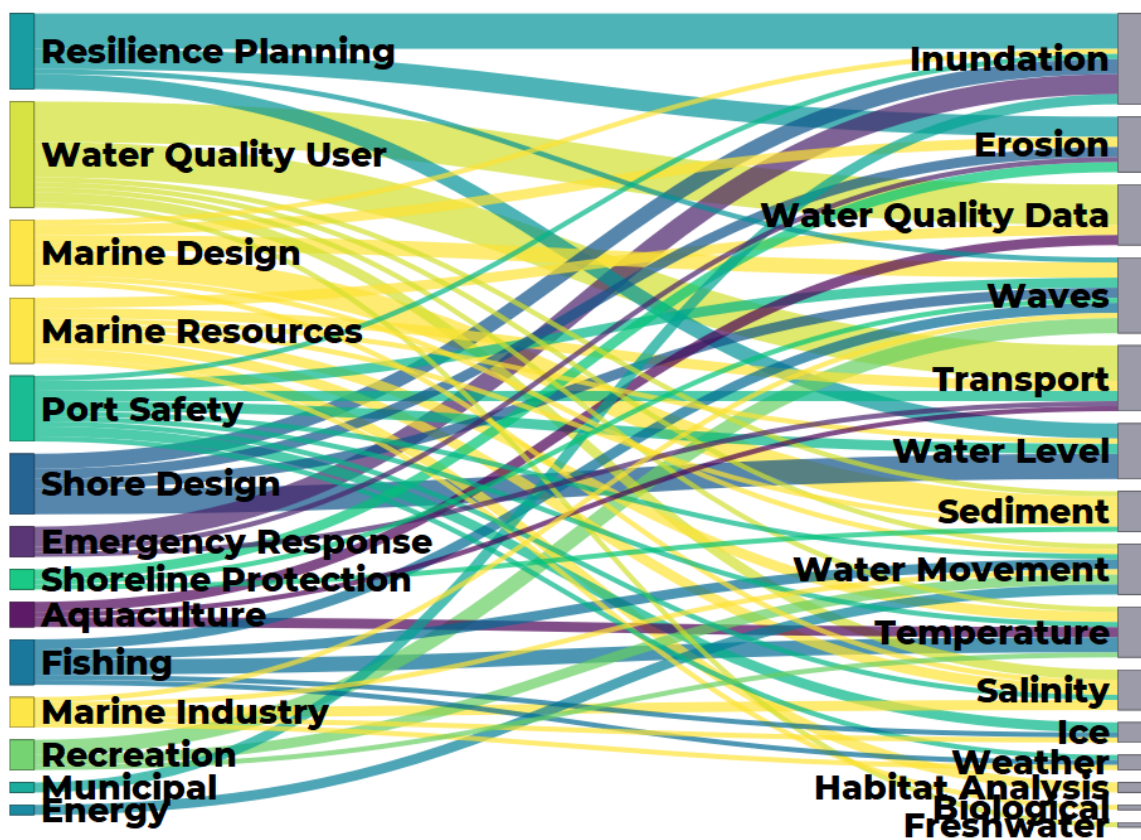 Resilience Planning
Water Quality User
Marine Design
Marine Resources
Port Safety
Shore Design
Emergency Response
Shoreline Protection
Aquaculture
Fishing
Marine Industry
Recreation
Municipal
Energy
Inundation
Erosion
Water Quality Data
Waves
Transport
Water Level
Sediment
Water Movement
Temperature
Salinity
Ice
Weather
Habitat Analysis
Biological
Freshwater